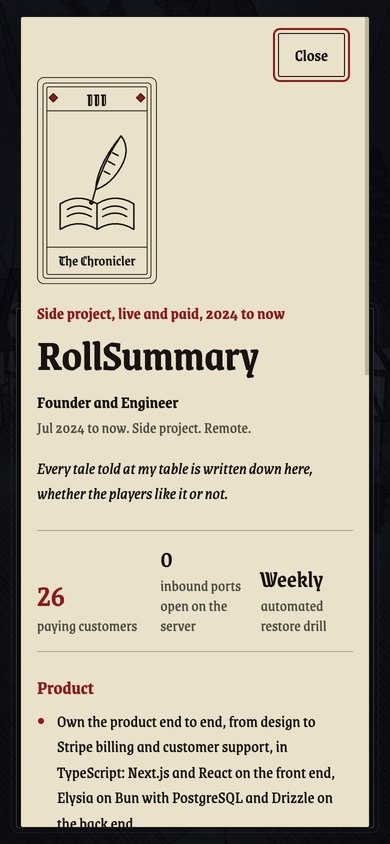 Close
III
The Chronicler
Side project, live and paid, 2024 to now
RollSummary
Founder and Engineer
Jul 2024 to now. Side project. Remote.
Every tale told at my table is written down here,
whether the players like it or not.
26
paying customers
0
inbound ports
open on the
server
Weekly
automated
restore drill
Product
Own the product end to end, from design to
Stripe billing and customer support, in
TypeScript: Next.js and React on the front end,
Elysia on Bun with PostgreSQL and Drizzle on
the back end